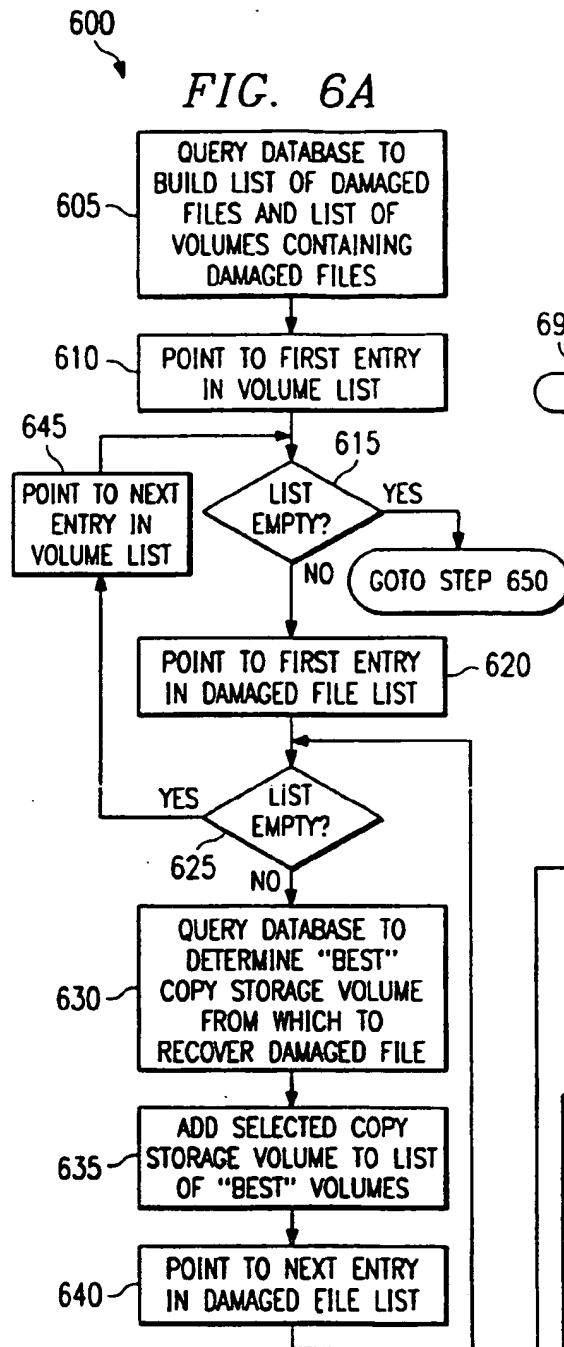 600
FIG. 6A
605
QUERY DATABASE TO
BUILD LIST OF DAMAGED
FILES AND LIST OF
VOLUMES CONTAINING
DAMAGED FILES
610
POINT TO FIRST ENTRY
IN VOLUME LIST
69
645
POINT TO NEXT
ENTRY IN
VOLUME LIST
615
LIST
EMPTY?
YES
NO
GOTO STEP 650
POINT TO FIRST ENTRY
IN DAMAGED FILE LIST
620
YES
LIST
EMPTY?
625
NO
630
QUERY DATABASE TO
DETERMINE "BEST"
COPY STORAGE VOLUME
FROM WHICH TO
RECOVER DAMAGED FILE
635
ADD SELECTED COPY
STORAGE VOLUME TO LIST
OF "BEST" VOLUMES
640
POINT TO NEXT ENTRY
IN DAMAGED FILE LIST